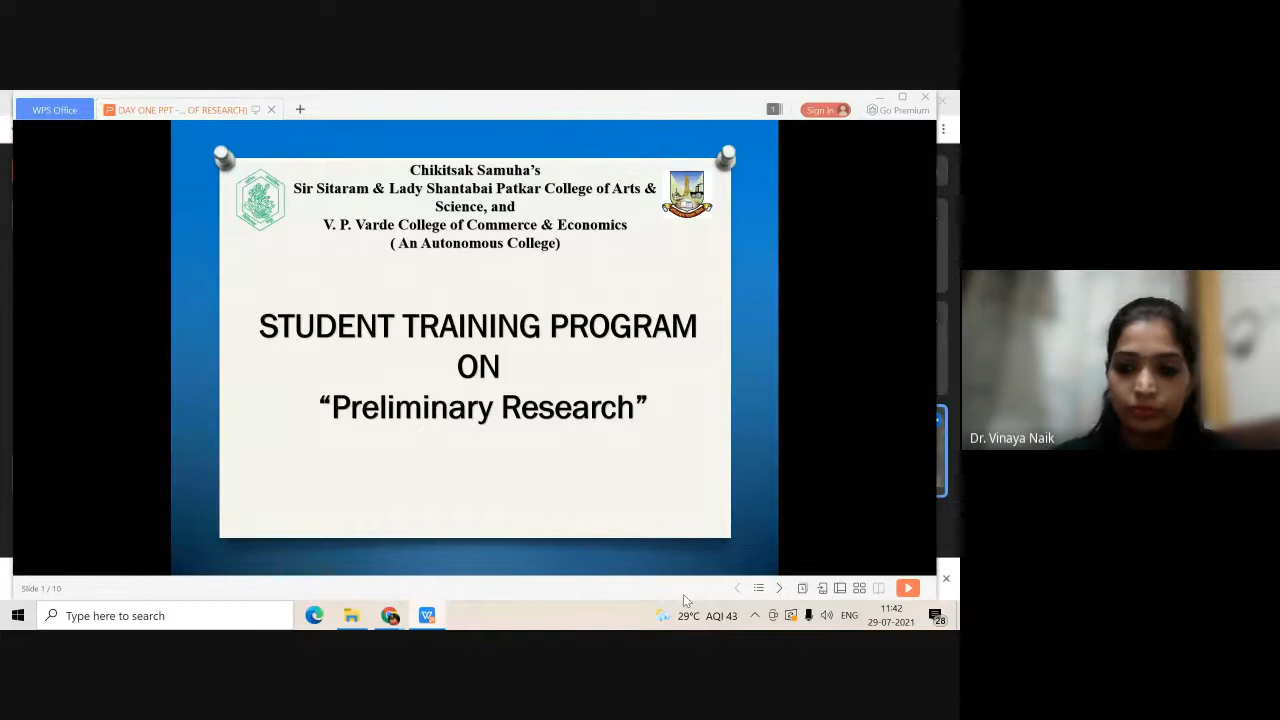 WPS Office
DAY ONE PPT -... OF RESEARCH)
1
Sign in
Go Premium
Chikitsak Samuha's
Sir Sitaram & Lady Shantabai Patkar College of Arts &
Science, and
V. P. Varde College of Commerce & Economics
( An Autonomous College)
STUDENT TRAINING PROGRAM
ON
“Preliminary Research”
Dr. Vinaya Naik
Slide 1 / 10
Type here to search
29°C AQI 43
ENG
11:42
29-07-2021
28